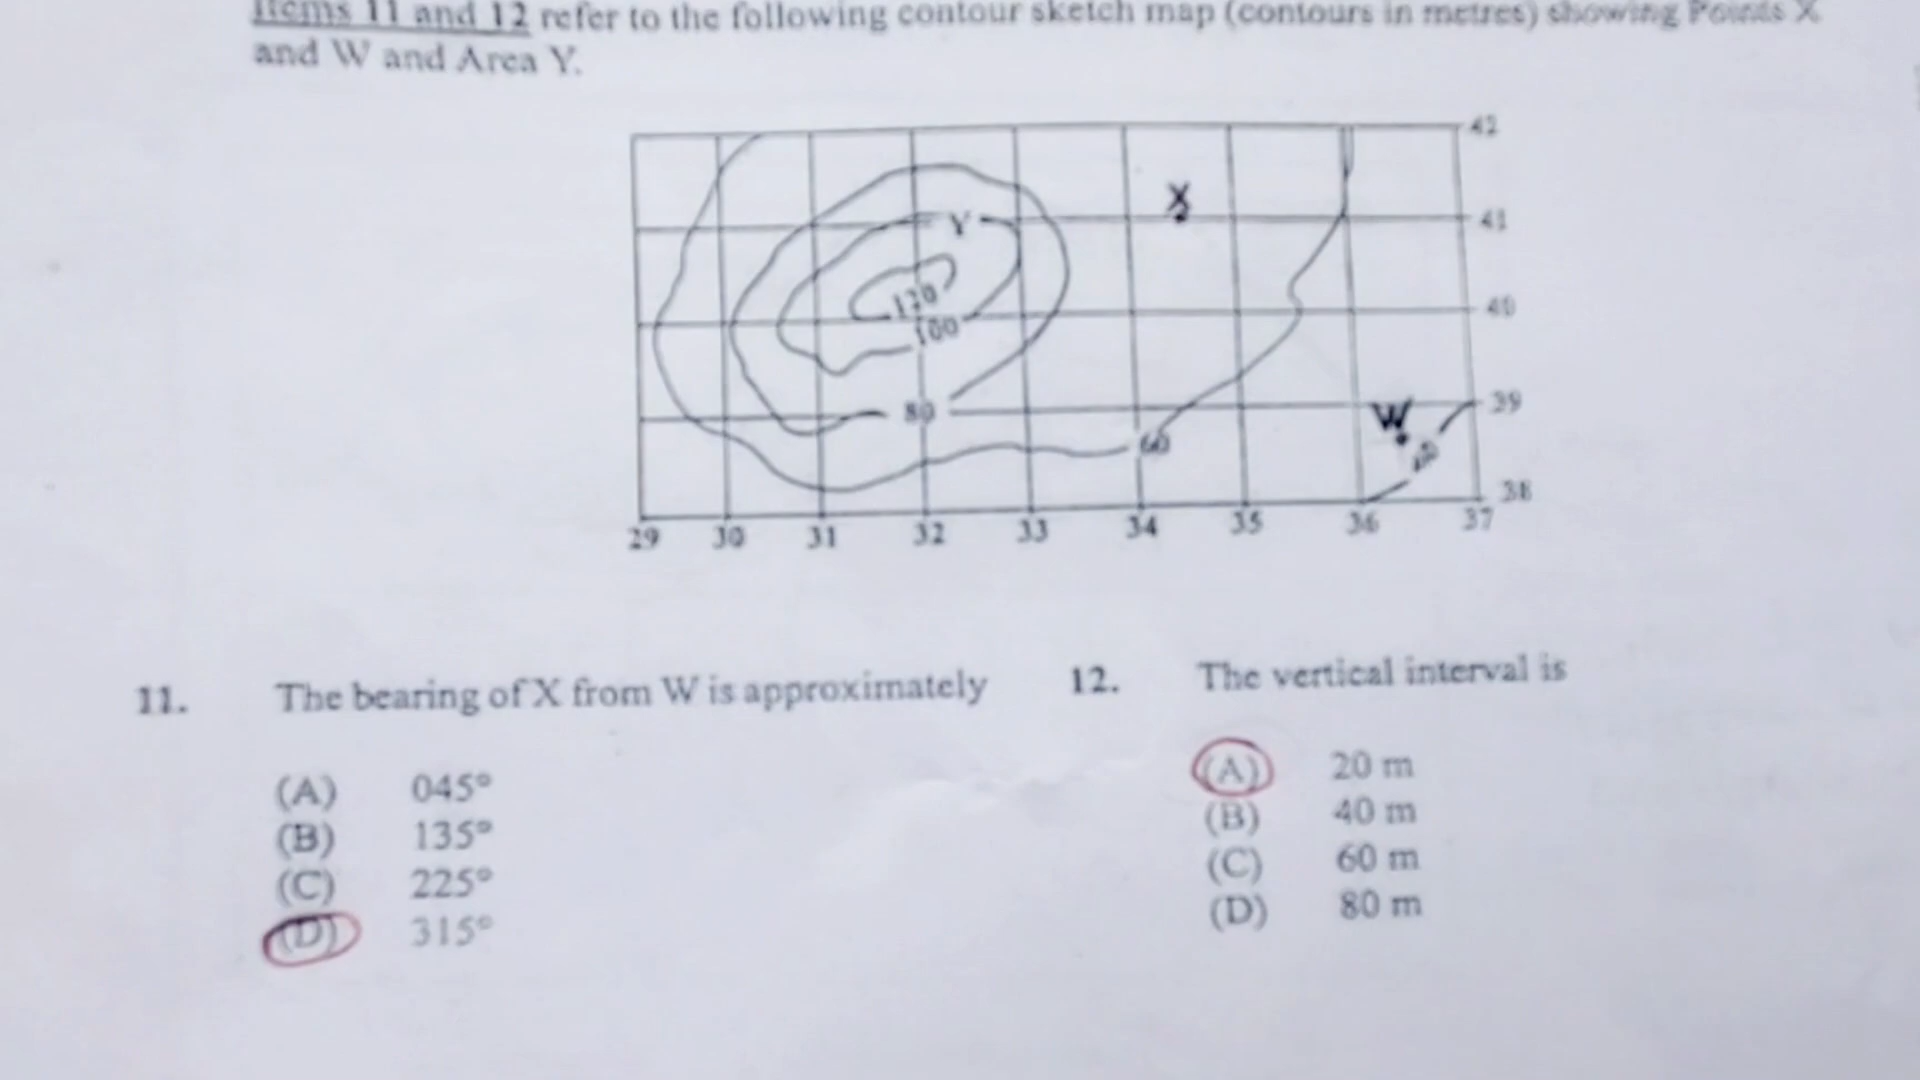 Items 11 and 12 refer to the following contour sketch map (contours in metres) showing Points X
and W and Area Y.
42
X
41
Y
120
40
100
W
39
80
60
38
29 30 31 32 33 34 35 36 37
11. The bearing of X from W is approximately
(A) 045°
(B) 135°
(C) 225°
(D) 315°
12. The vertical interval is
(A) 20 m
(B) 40 m
(C) 60 m
(D) 80 m